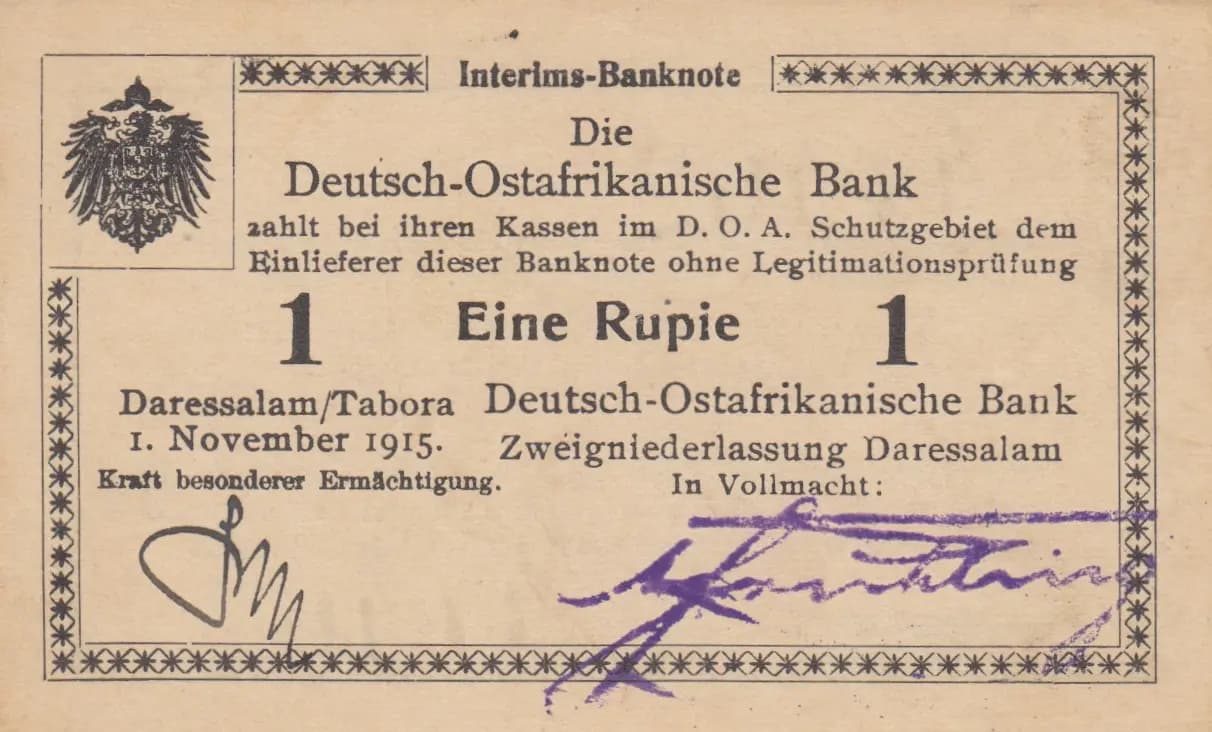 Interims-Banknote
Die
Deutsch-Ostafrikanische Bank
zahlt bei ihren Kassen im D. O. A. Schutzgebiet dem
Einlieferer dieser Banknote ohne Legitimationsprüfung
1 Eine Rupie 1
Daressalam/Tabora
1. November 1915.
Kraft besonderer Ermächtigung.
Deutsch-Ostafrikanische Bank
Zweigniederlassung Daressalam
In Vollmacht: